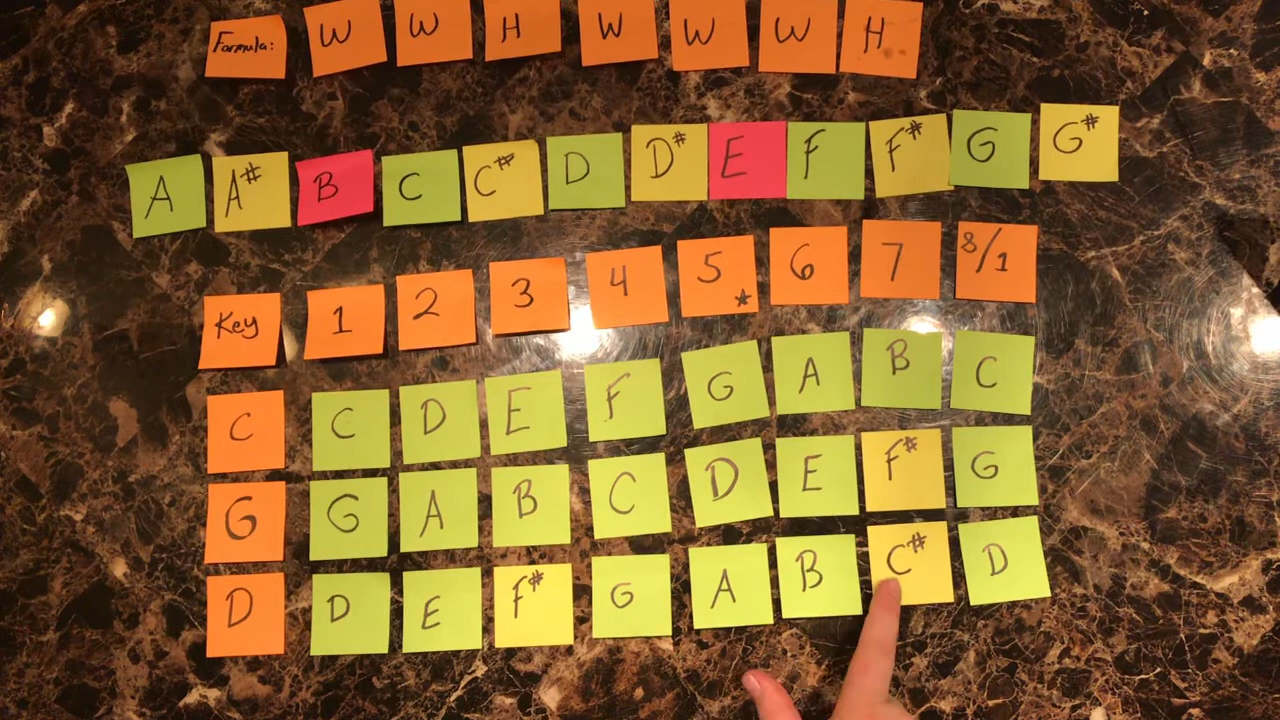 Formula: W W H W W W H
A A# B C C# D D# E F F# G G#
Key 1 2 3 4 5★ 6 7 8/1
C C D E F G A B C
G G A B C D E F# G
D D E F# G A B C# D